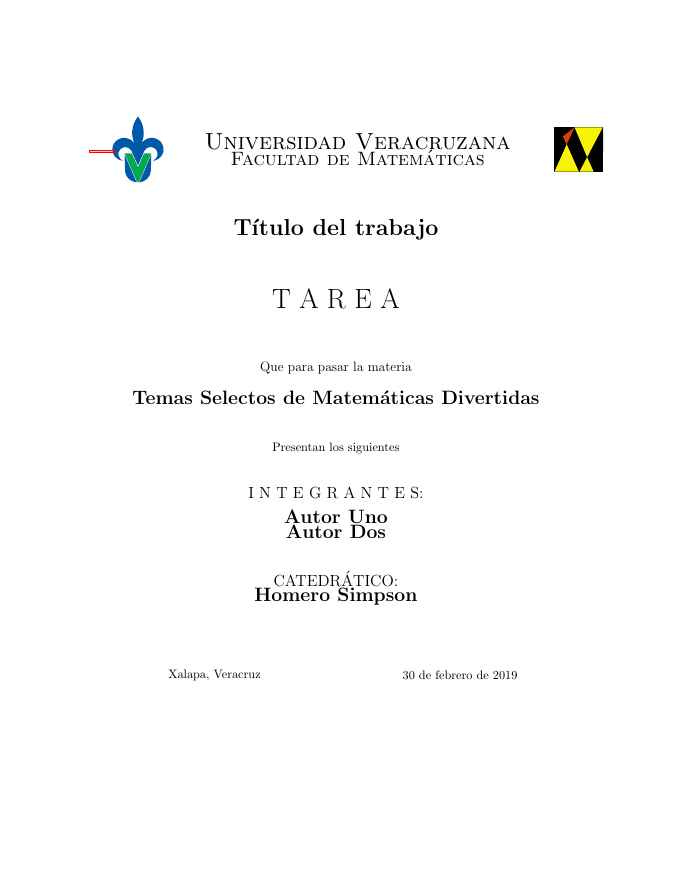 Universidad Veracruzana
Facultad de Matemáticas
Título del trabajo
T A R E A
Que para pasar la materia
Temas Selectos de Matemáticas Divertidas
Presentan los siguientes
I N T E G R A N T E S:
Autor Uno
Autor Dos
CATEDRÁTICO:
Homero Simpson
Xalapa, Veracruz 30 de febrero de 2019